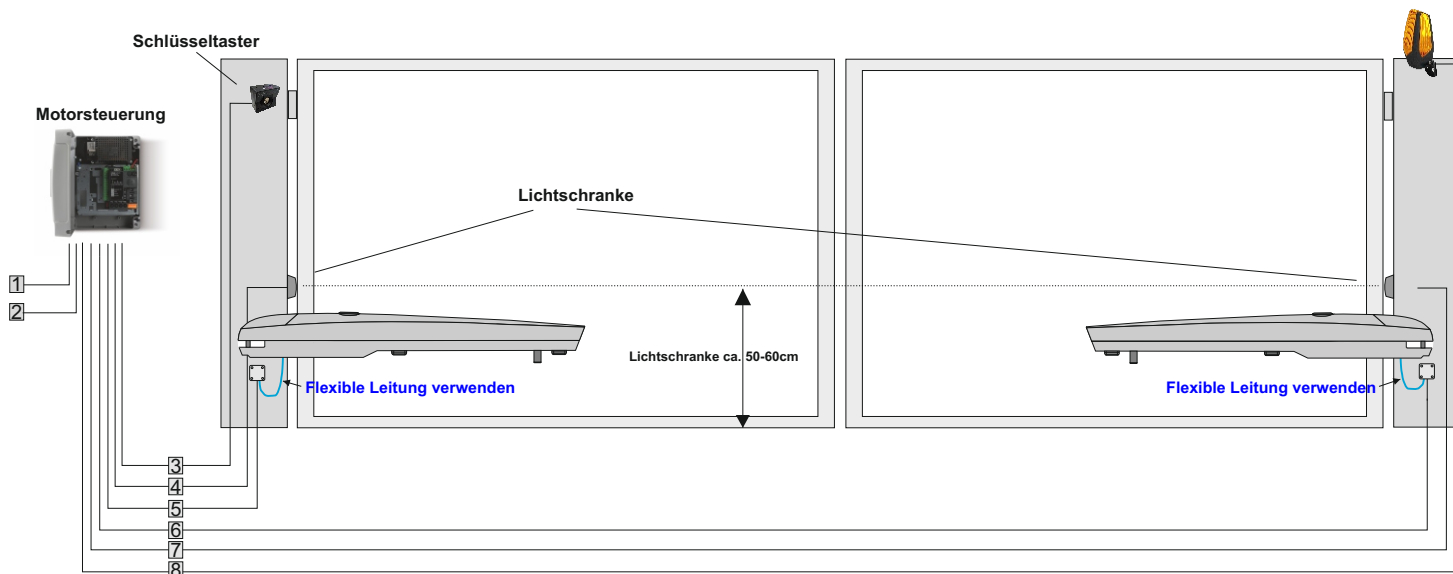 Schlüsseltaster
Motorsteuerung
Lichtschranke
1
2
Lichtschranke ca. 50-60cm
Flexible Leitung verwenden
Flexible Leitung verwenden
3
4
5
6
7
8